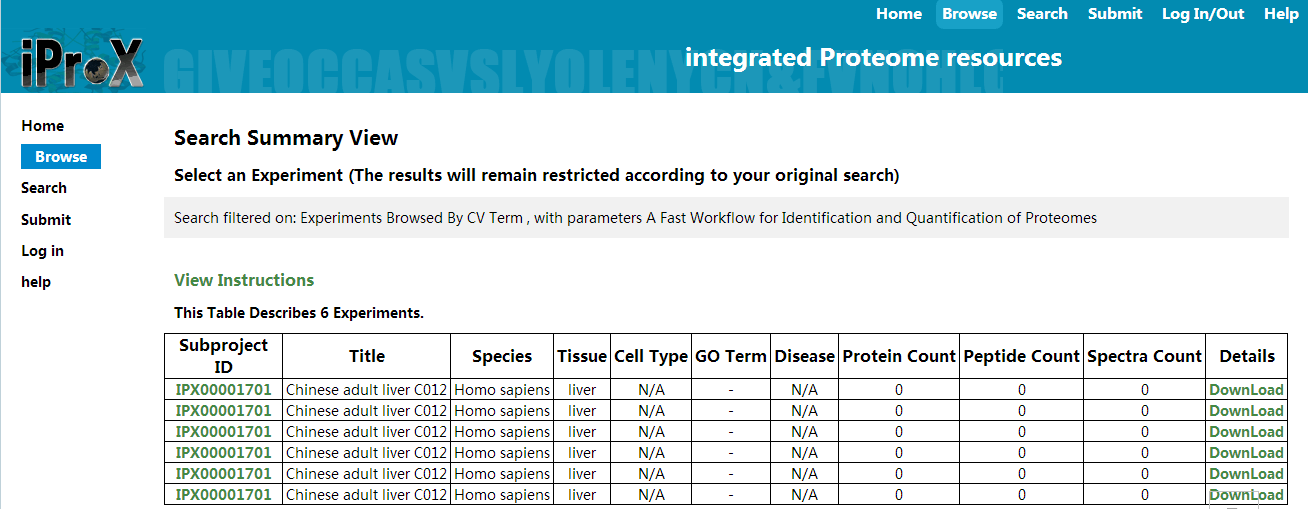 Home Browse Search Submit Log In/Out Help
iProX
integrated Proteome resources
Home
Browse
Search
Submit
Log in
help
Search Summary View
Select an Experiment (The results will remain restricted according to your original search)
Search filtered on: Experiments Browsed By CV Term , with parameters A Fast Workflow for Identification and Quantification of Proteomes
View Instructions
This Table Describes 6 Experiments.
Subproject ID Title Species Tissue Cell Type GO Term Disease Protein Count Peptide Count Spectra Count Details
IPX00001701 Chinese adult liver C012 Homo sapiens liver N/A - N/A 0 0 0 DownLoad
IPX00001701 Chinese adult liver C012 Homo sapiens liver N/A - N/A 0 0 0 DownLoad
IPX00001701 Chinese adult liver C012 Homo sapiens liver N/A - N/A 0 0 0 DownLoad
IPX00001701 Chinese adult liver C012 Homo sapiens liver N/A - N/A 0 0 0 DownLoad
IPX00001701 Chinese adult liver C012 Homo sapiens liver N/A - N/A 0 0 0 DownLoad
IPX00001701 Chinese adult liver C012 Homo sapiens liver N/A - N/A 0 0 0 DownLoad